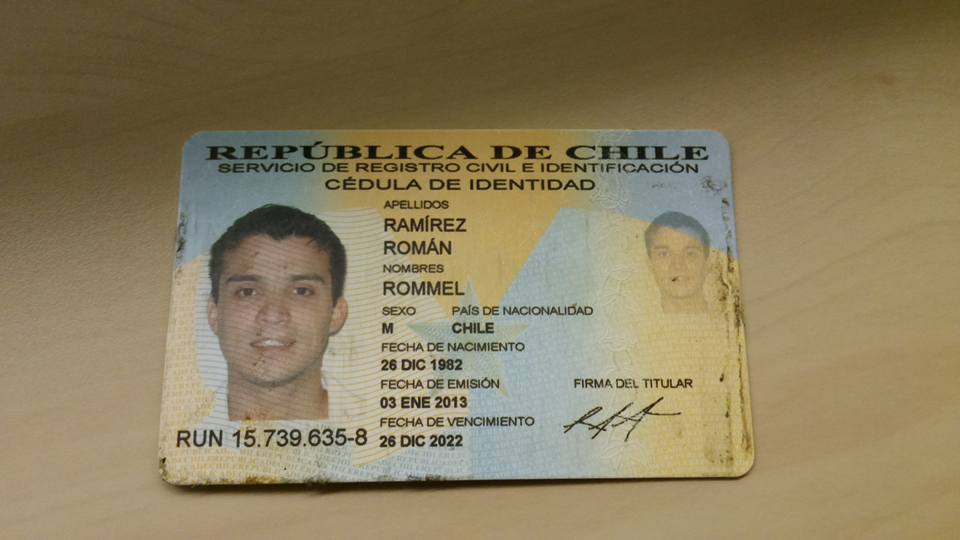 REPÚBLICA DE CHILE
SERVICIO DE REGISTRO CIVIL E IDENTIFICACIÓN
CÉDULA DE IDENTIDAD
APELLIDOS
RAMÍREZ
ROMÁN
NOMBRES
ROMMEL
SEXO PAÍS DE NACIONALIDAD
M CHILE
FECHA DE NACIMIENTO
26 DIC 1982
FECHA DE EMISIÓN
03 ENE 2013
FECHA DE VENCIMIENTO
26 DIC 2022
FIRMA DEL TITULAR
RUN 15.739.635-8